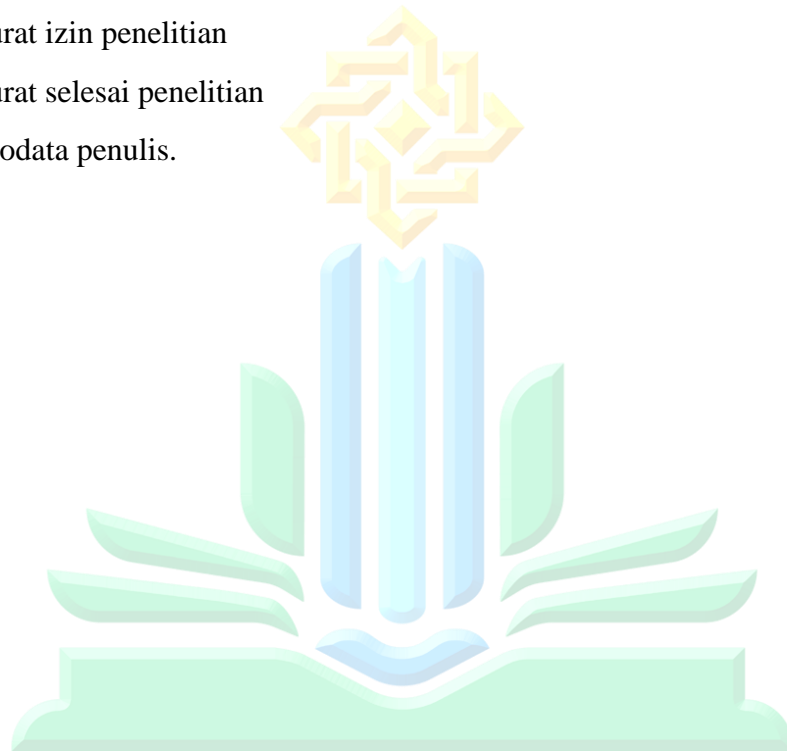 urat izin penelitian
urat selesai penelitian
odata penulis.